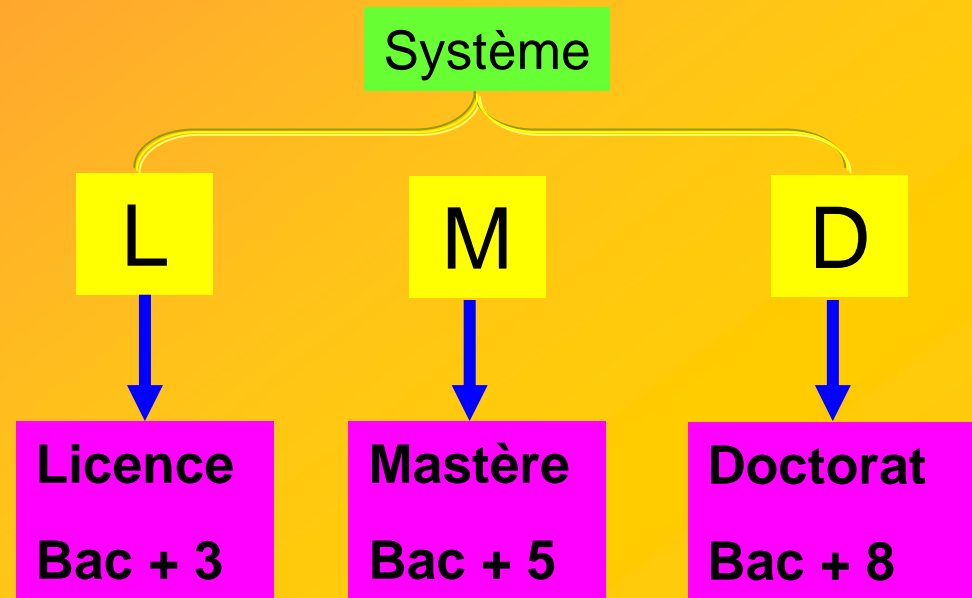 Système
L
M
D
Licence
Bac + 3
Mastère
Bac + 5
Doctorat
Bac + 8